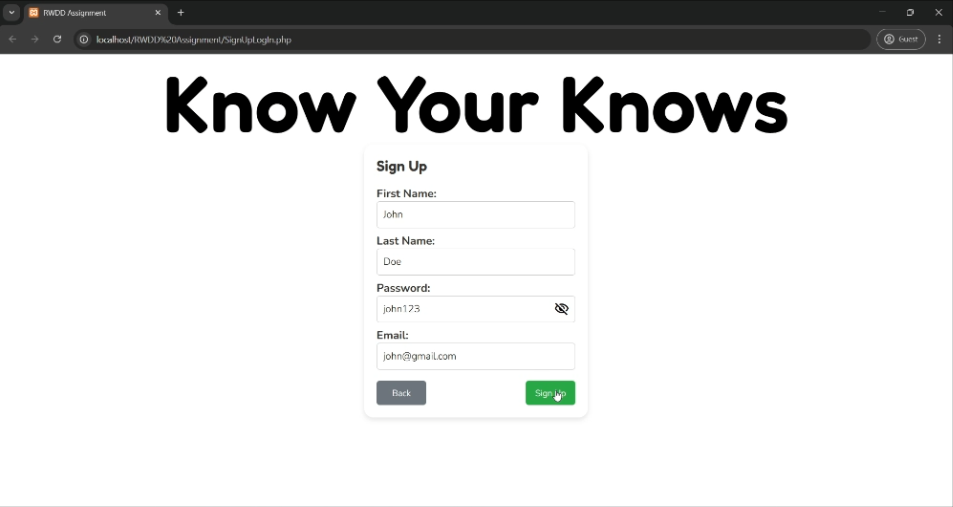 RWDD Assignment
localhost/RWDD%20Assignment/SignUpLogIn.php
Guest
Know Your Knows
Sign Up
First Name:
John
Last Name:
Doe
Password:
john123
Email:
john@gmail.com
Back
Sign Up